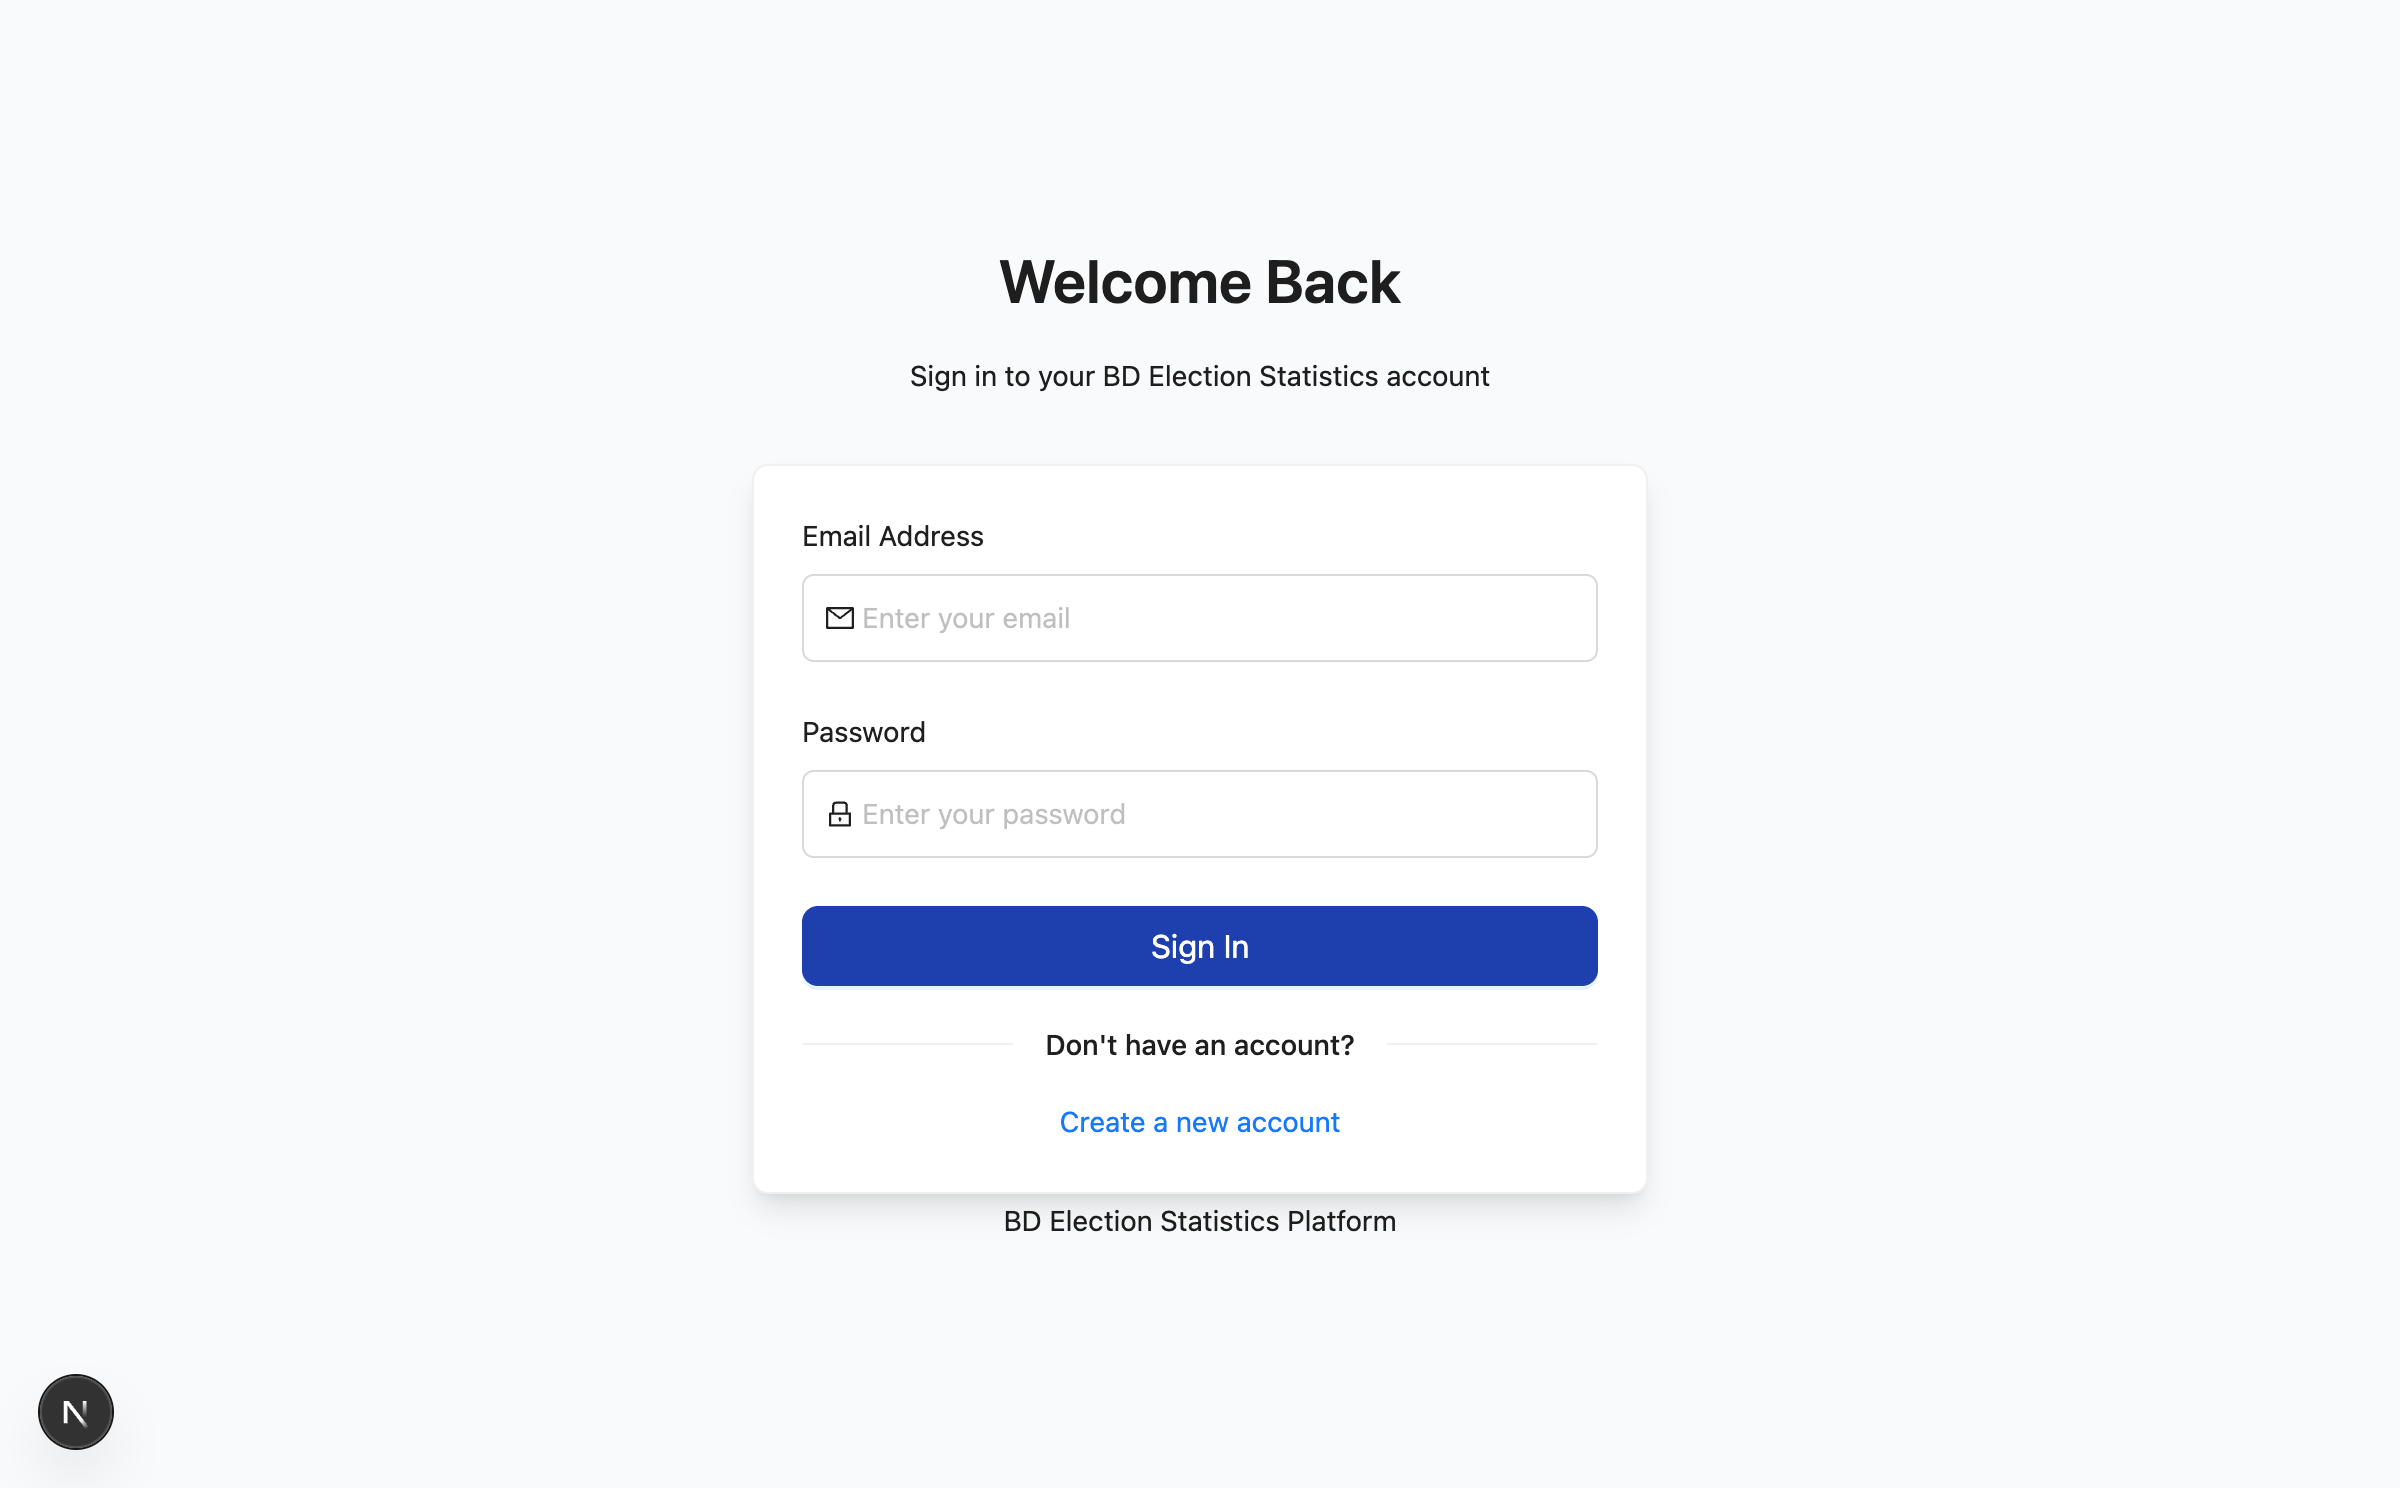 Welcome Back
Sign in to your BD Election Statistics account
Email Address
Enter your email
Password
Enter your password
Sign In
Don't have an account?
Create a new account
BD Election Statistics Platform
N